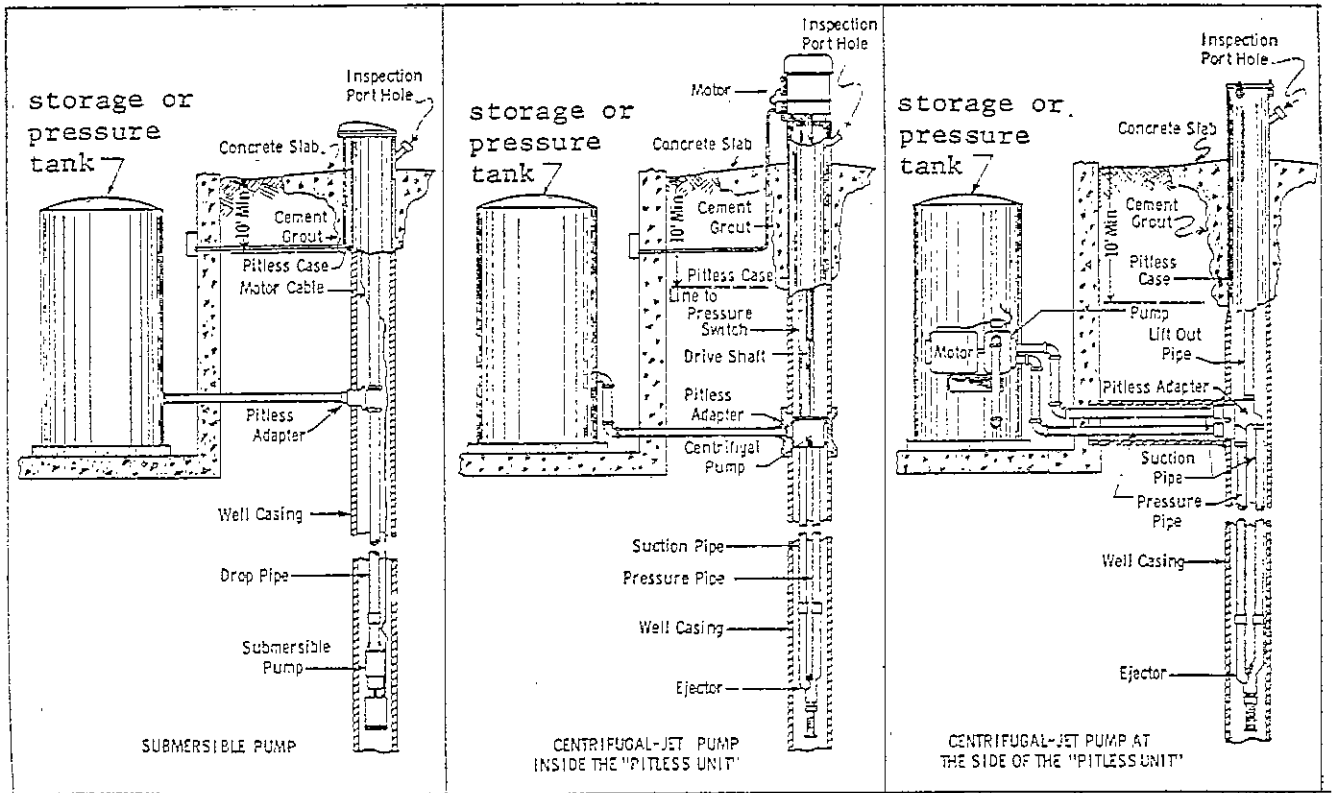 Inspection
Port Hole
storage or
pressure
tank
Concrete Slab
10' Min
Cement
Grout
Pitless Case
Motor Cable
Pitless
Adapter
Well Casing
Drop Pipe
Submersible
Pump
SUBMERSIBLE PUMP
Inspection
Port Hole
Motor
storage or
pressure
tank
Concrete Slab
10' Min
Cement
Grout
Pitless Case
Line to
Pressure
Switch
Drive Shaft
Pitless
Adapter
Centrifugal
Pump
Suction Pipe
Pressure Pipe
Well Casing
Ejector
CENTRIFUGAL-JET PUMP
INSIDE THE "PITLESS UNIT"
Inspection
Port Hole
storage or
pressure
tank
Concrete Slab
10' Min
Cement
Grout
Pitless
Case
Pump
Motor
Lift Out
Pipe
Pitless Adapter
Suction
Pipe
Pressure
Pipe
Well Casing
Ejector
CENTRIFUGAL-JET PUMP AT
THE SIDE OF THE "PITLESS UNIT"